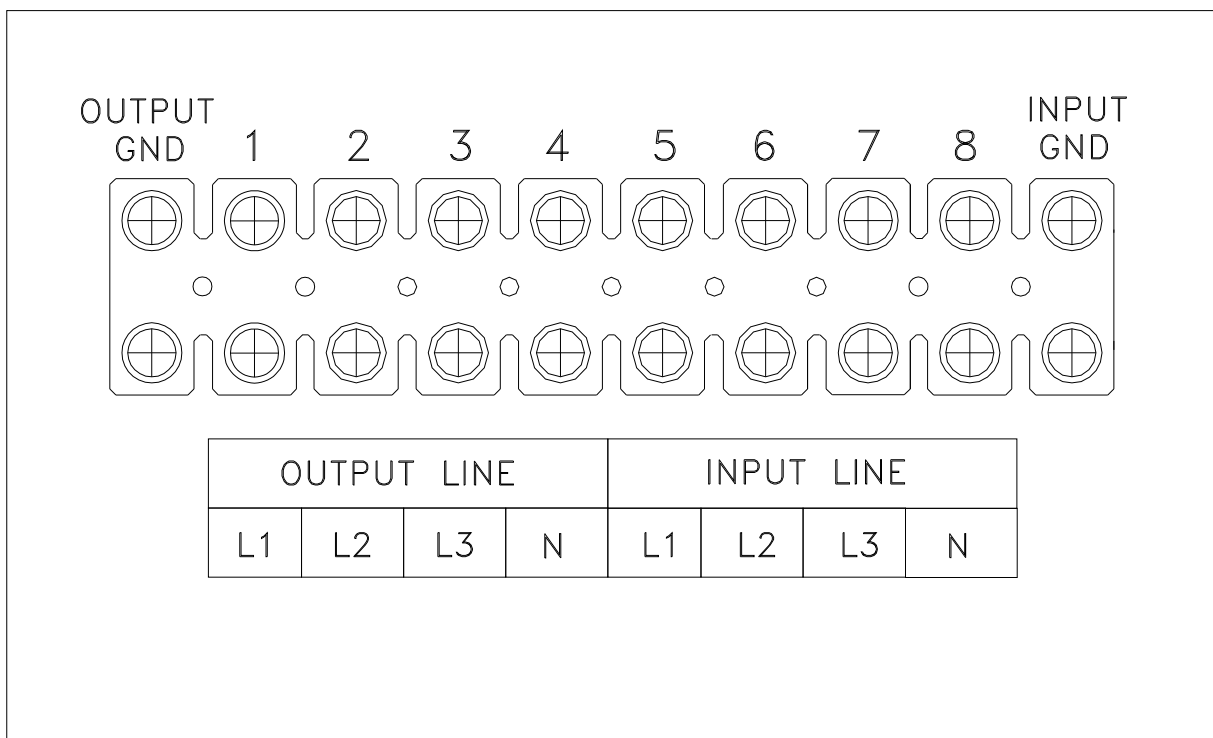 OUTPUT INPUT
GND 1 2 3 4 5 6 7 8 GND
OUTPUT LINE INPUT LINE
L1 L2 L3 N L1 L2 L3 N